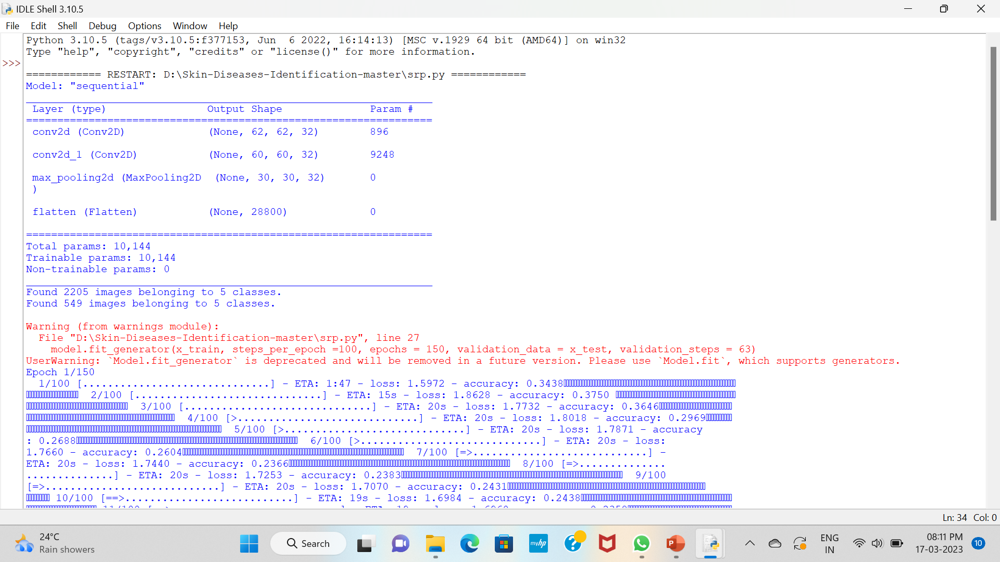 IDLE Shell 3.10.5
File Edit Shell Debug Options Window Help
Python 3.10.5 (tags/v3.10.5:f377153, Jun  6 2022, 16:14:13) [MSC v.1929 64 bit (AMD64)] on win32
Type "help", "copyright", "credits" or "license()" for more information.
>>>
============ RESTART: D:\Skin-Diseases-Identification-master\srp.py ============
Model: "sequential"
_________________________________________________________________
Layer (type) Output Shape Param #
=================================================================
conv2d (Conv2D) (None, 62, 62, 32) 896
conv2d_1 (Conv2D) (None, 60, 60, 32) 9248
max_pooling2d (MaxPooling2D (None, 30, 30, 32) 0
)
flatten (Flatten) (None, 28800) 0
=================================================================
Total params: 10,144
Trainable params: 10,144
Non-trainable params: 0
_________________________________________________________________
Found 2205 images belonging to 5 classes.
Found 549 images belonging to 5 classes.
Warning (from warnings module):
File "D:\Skin-Diseases-Identification-master\srp.py", line 27
model.fit_generator(x_train, steps_per_epoch =100, epochs = 150, validation_data = x_test, validation_steps = 63)
UserWarning: `Model.fit_generator` is deprecated and will be removed in a future version. Please use `Model.fit`, which supports generators.
Epoch 1/150
1/100 [..............................] - ETA: 1:47 - loss: 1.5972 - accuracy: 0.3438
2/100 [..............................] - ETA: 15s - loss: 1.8628 - accuracy: 0.3750
3/100 [..............................] - ETA: 20s - loss: 1.7732 - accuracy: 0.3646
4/100 [>.............................] - ETA: 20s - loss: 1.8018 - accuracy: 0.2969
5/100 [>.............................] - ETA: 20s - loss: 1.7871 - accuracy
: 0.2688 6/100 [>.............................] - ETA: 20s - loss:
1.7660 - accuracy: 0.2604 7/100 [=>............................] -
ETA: 20s - loss: 1.7440 - accuracy: 0.2366 8/100 [=>..............
..............] - ETA: 20s - loss: 1.7253 - accuracy: 0.2383 9/100
[=>............................] - ETA: 20s - loss: 1.7070 - accuracy: 0.2431
10/100 [==>...........................] - ETA: 19s - loss: 1.6984 - accuracy: 0.2438
Ln: 34 Col: 0
24°C
Rain showers
Search
myhp
ENG
IN
08:11 PM
17-03-2023
10